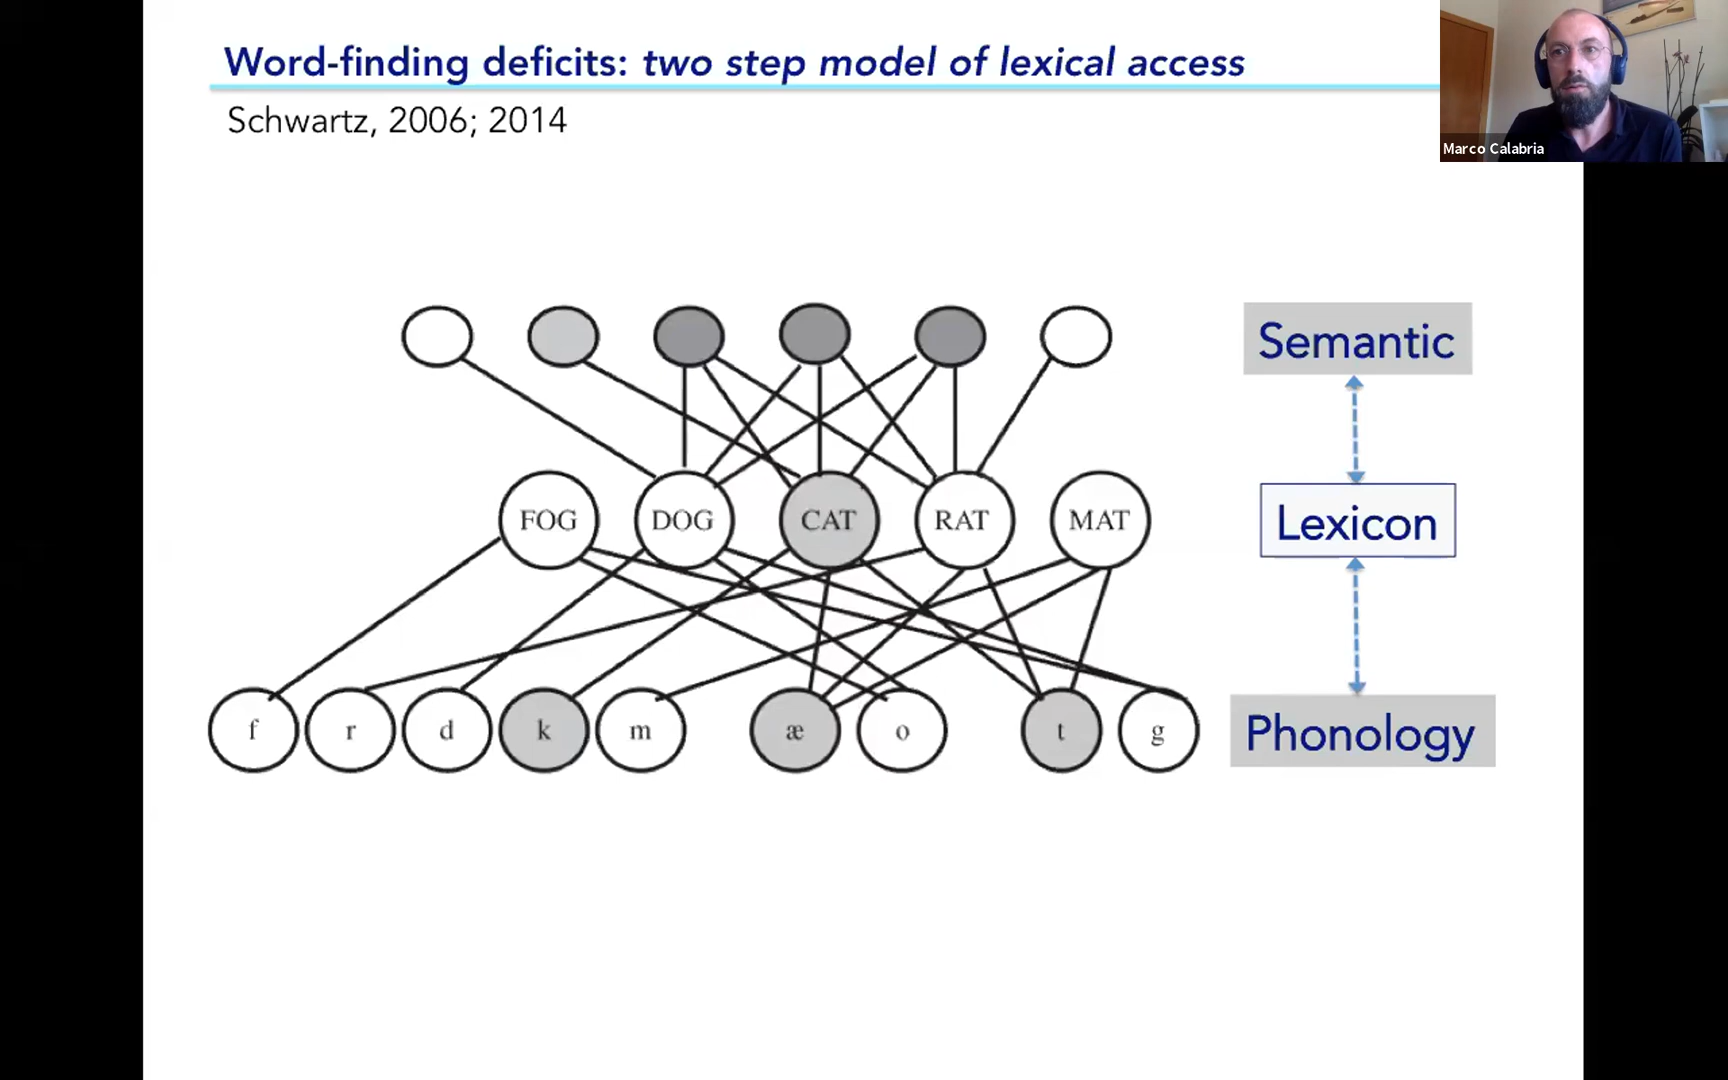 Word-finding deficits: two step model of lexical access
Schwartz, 2006; 2014
Marco Calabria
Semantic
FOG DOG CAT RAT MAT
Lexicon
f r d k m æ o t g
Phonology